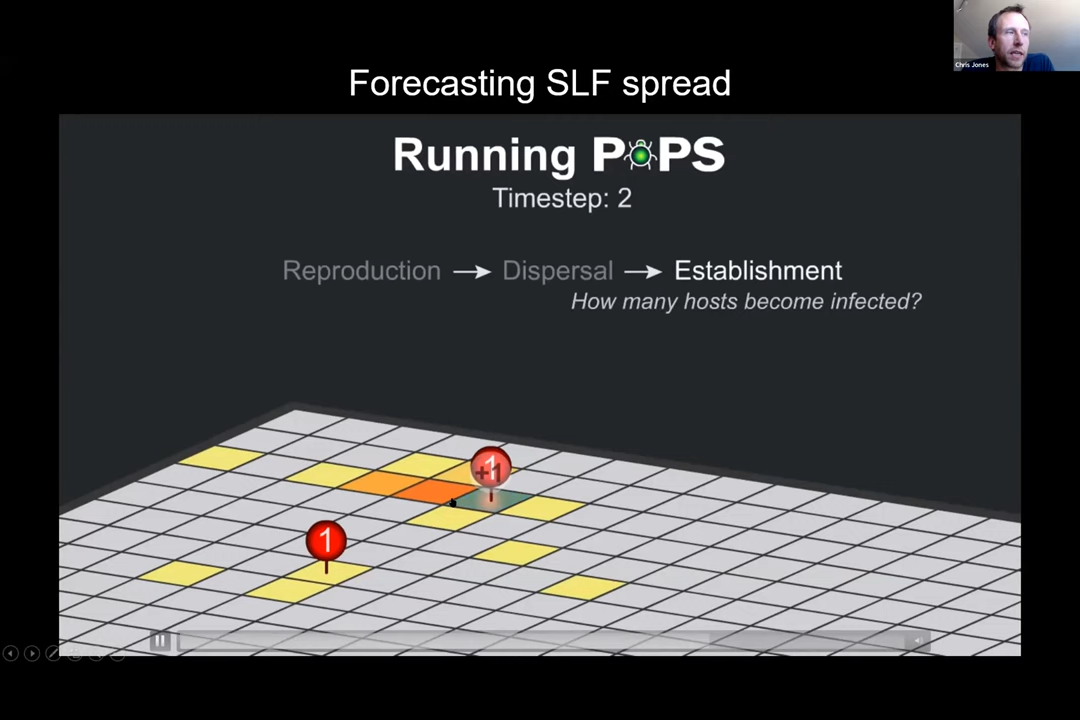 Chris Jones
Forecasting SLF spread
Running POPS
Timestep: 2
Reproduction → Dispersal → Establishment
How many hosts become infected?
1
+1
1